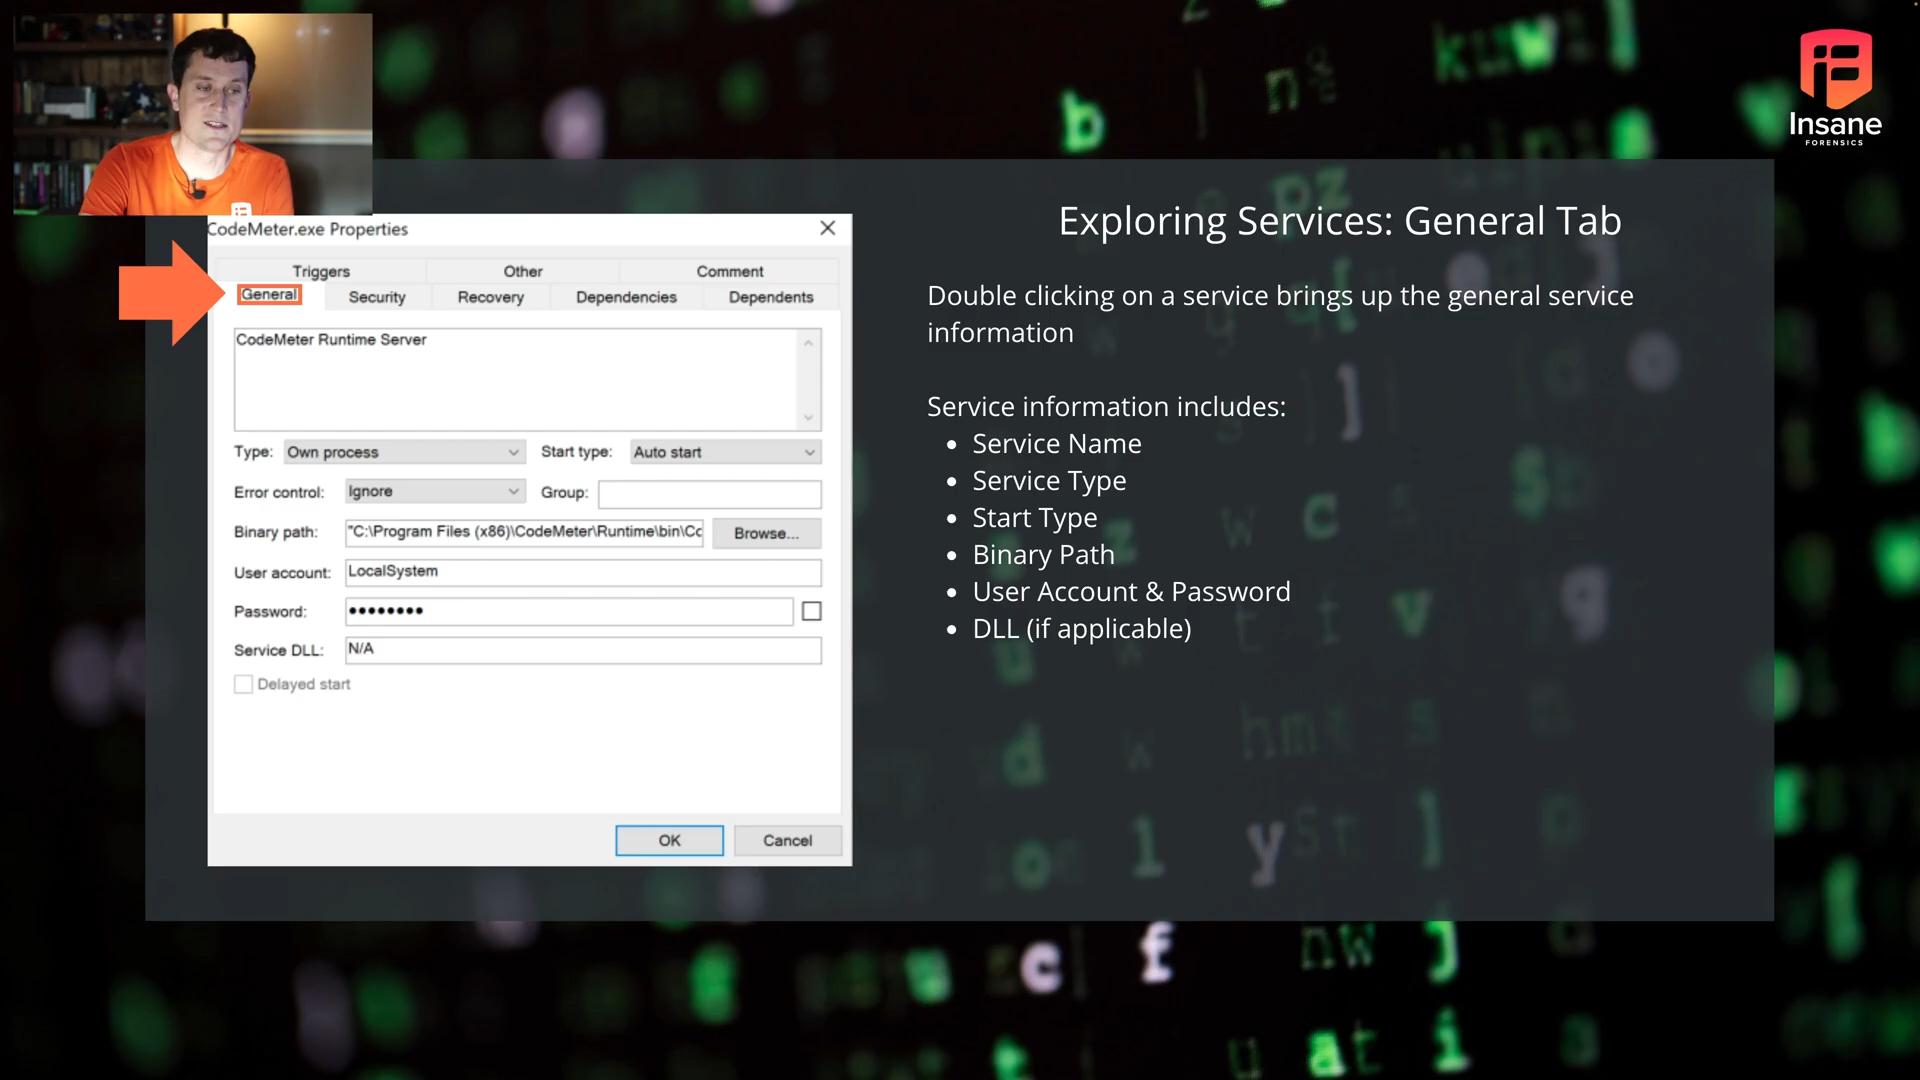 Insane
FORENSICS
CodeMeter.exe Properties
Triggers
Other
Comment
General
Security
Recovery
Dependencies
Dependents
CodeMeter Runtime Server
Type:
Own process
Start type:
Auto start
Error control:
Ignore
Group:
Binary path:
"C:\Program Files (x86)\CodeMeter\Runtime\bin\Cc
Browse...
User account:
LocalSystem
Password:
••••••••
Service DLL:
N/A
Delayed start
OK
Cancel
Exploring Services: General Tab
Double clicking on a service brings up the general service
information
Service information includes:
• Service Name
• Service Type
• Start Type
• Binary Path
• User Account & Password
• DLL (if applicable)